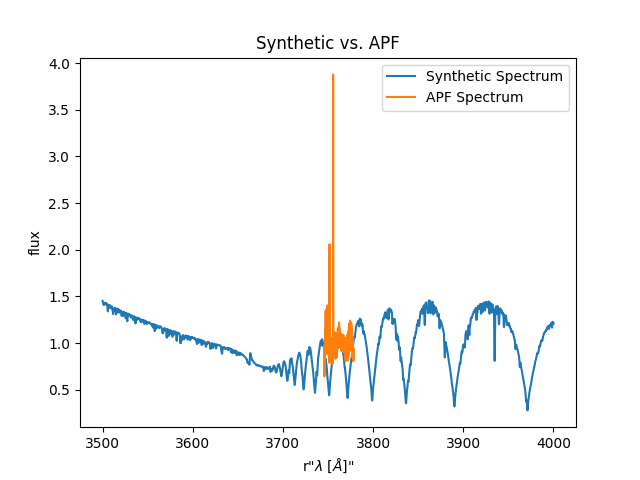 Synthetic vs. APF
Synthetic Spectrum
APF Spectrum
4.0
3.5
3.0
2.5
2.0
1.5
1.0
0.5
flux
3500 3600 3700 3800 3900 4000
r"λ [Å]"